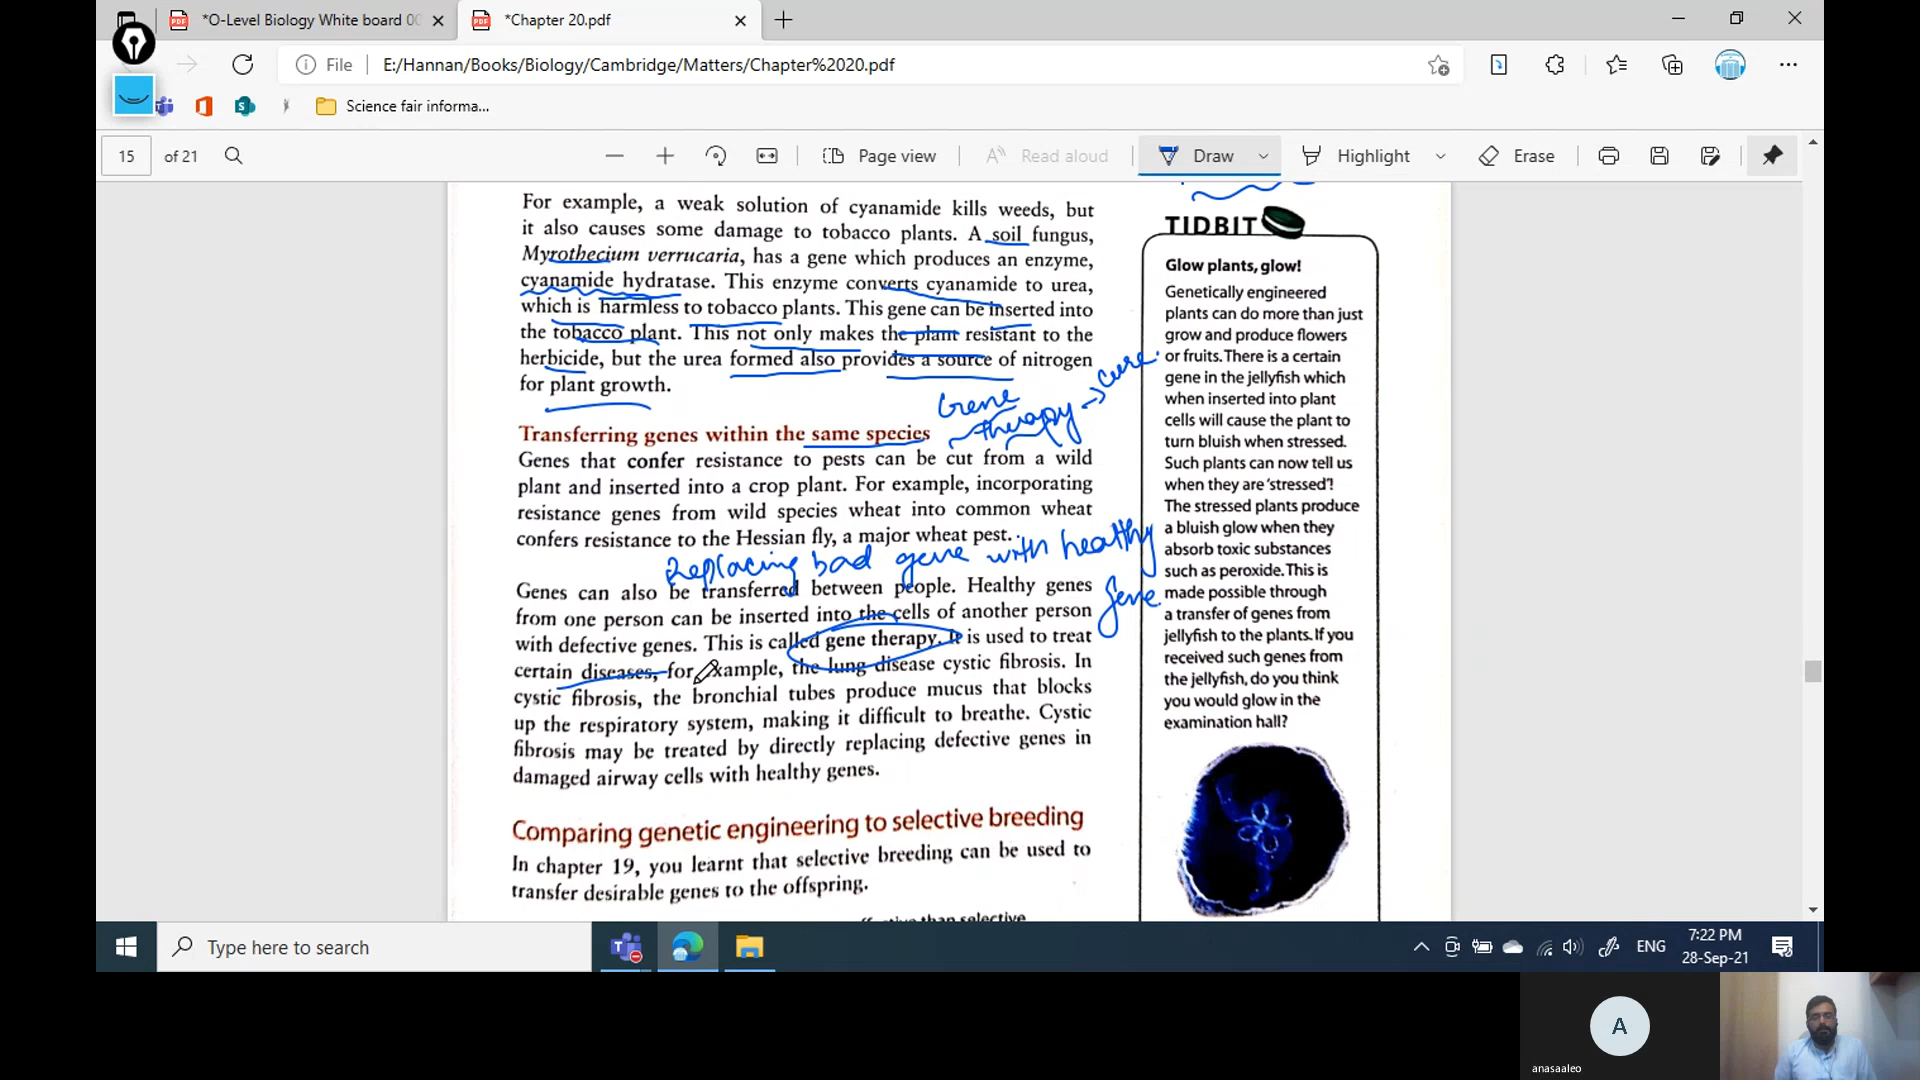 *O-Level Biology White board 00
*Chapter 20.pdf
File
E:/Hannan/Books/Biology/Cambridge/Matters/Chapter%2020.pdf
Science fair informa...
15 of 21
Page view
Read aloud
Draw
Highlight
Erase
For example, a weak solution of cyanamide kills weeds, but
it also causes some damage to tobacco plants. A soil fungus,
Myrothecium verrucaria, has a gene which produces an enzyme,
cyanamide hydratase. This enzyme converts cyanamide to urea,
which is harmless to tobacco plants. This gene can be inserted into
the tobacco plant. This not only makes the plant resistant to the
herbicide, but the urea formed also provides a source of nitrogen
for plant growth.
Gene
therapy → cure.
Transferring genes within the same species
Genes that confer resistance to pests can be cut from a wild
plant and inserted into a crop plant. For example, incorporating
resistance genes from wild species wheat into common wheat
confers resistance to the Hessian fly, a major wheat pest.
Replacing bad gene with healthy
gene.
Genes can also be transferred between people. Healthy genes
from one person can be inserted into the cells of another person
with defective genes. This is called gene therapy. It is used to treat
certain diseases, for example, the lung disease cystic fibrosis. In
cystic fibrosis, the bronchial tubes produce mucus that blocks
up the respiratory system, making it difficult to breathe. Cystic
fibrosis may be treated by directly replacing defective genes in
damaged airway cells with healthy genes.
Comparing genetic engineering to selective breeding
In chapter 19, you learnt that selective breeding can be used to
transfer desirable genes to the offspring.
than selective
TIDBIT
Glow plants, glow!
Genetically engineered
plants can do more than just
grow and produce flowers
or fruits. There is a certain
gene in the jellyfish which
when inserted into plant
cells will cause the plant to
turn bluish when stressed.
Such plants can now tell us
when they are 'stressed'!
The stressed plants produce
a bluish glow when they
absorb toxic substances
such as peroxide. This is
made possible through
a transfer of genes from
jellyfish to the plants. If you
received such genes from
the jellyfish, do you think
you would glow in the
examination hall?
Type here to search
ENG
7:22 PM
28-Sep-21
A
anasaaleo